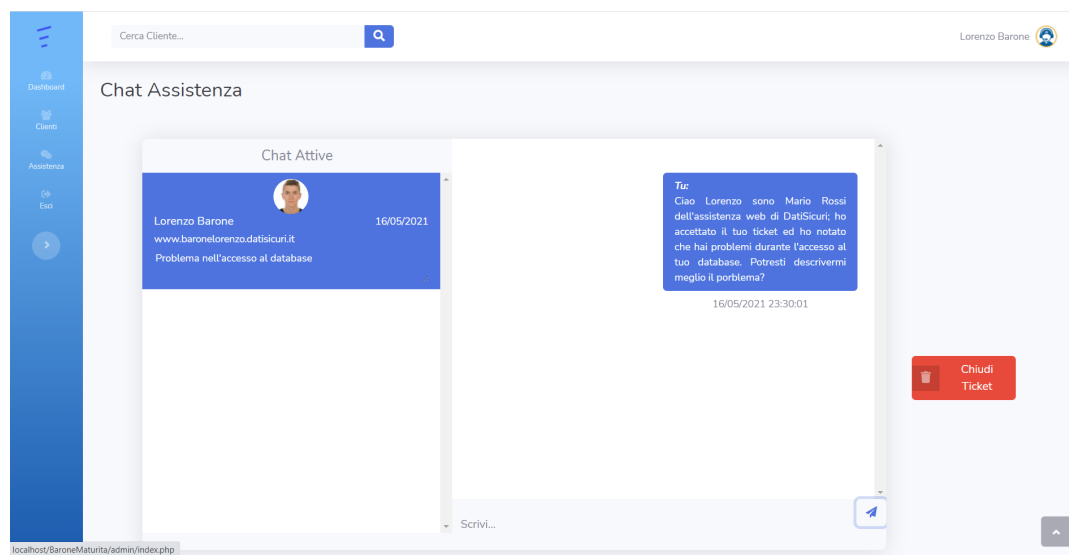 Cerca Cliente...
Lorenzo Barone
Dashboard
Clienti
Assistenza
Esci
Chat Assistenza
Chat Attive
Lorenzo Barone 16/05/2021
www.baronelorenzo.datisicuri.it
Problema nell'accesso al database
Tu:
Ciao Lorenzo sono Mario Rossi
dell'assistenza web di DatiSicuri; ho
accettato il tuo ticket ed ho notato
che hai problemi durante l'accesso al
tuo database. Potresti descrivermi
meglio il porblema?
16/05/2021 23:30:01
Chiudi
Ticket
Scrivi...
localhost/BaroneMaturita/admin/index.php